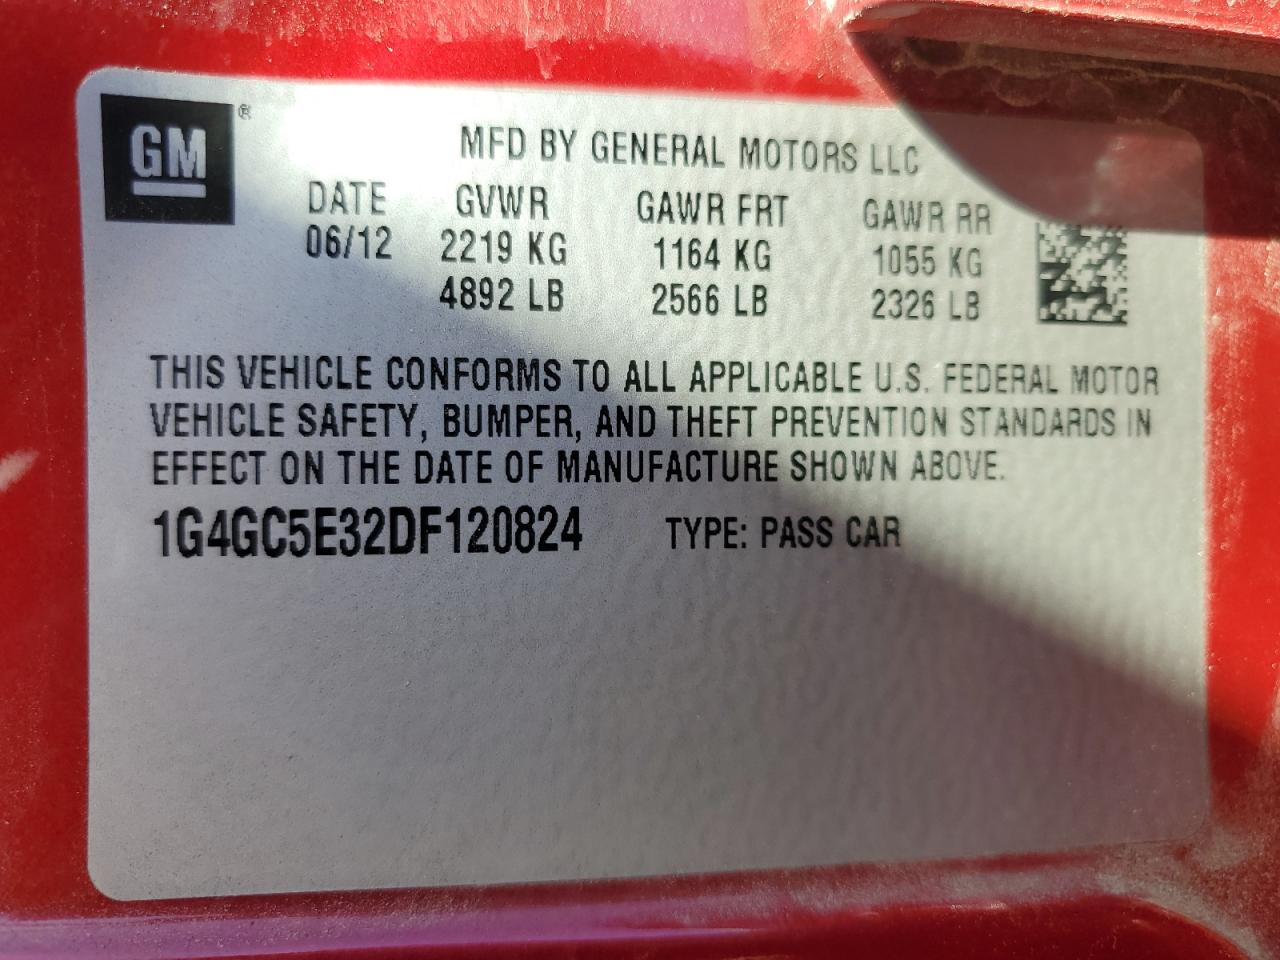 GM ®
MFD BY GENERAL MOTORS LLC
DATE GVWR GAWR FRT GAWR RR
06/12 2219 KG 1164 KG 1055 KG
4892 LB 2566 LB 2326 LB
THIS VEHICLE CONFORMS TO ALL APPLICABLE U.S. FEDERAL MOTOR
VEHICLE SAFETY, BUMPER, AND THEFT PREVENTION STANDARDS IN
EFFECT ON THE DATE OF MANUFACTURE SHOWN ABOVE.
1G4GC5E32DF120824 TYPE: PASS CAR